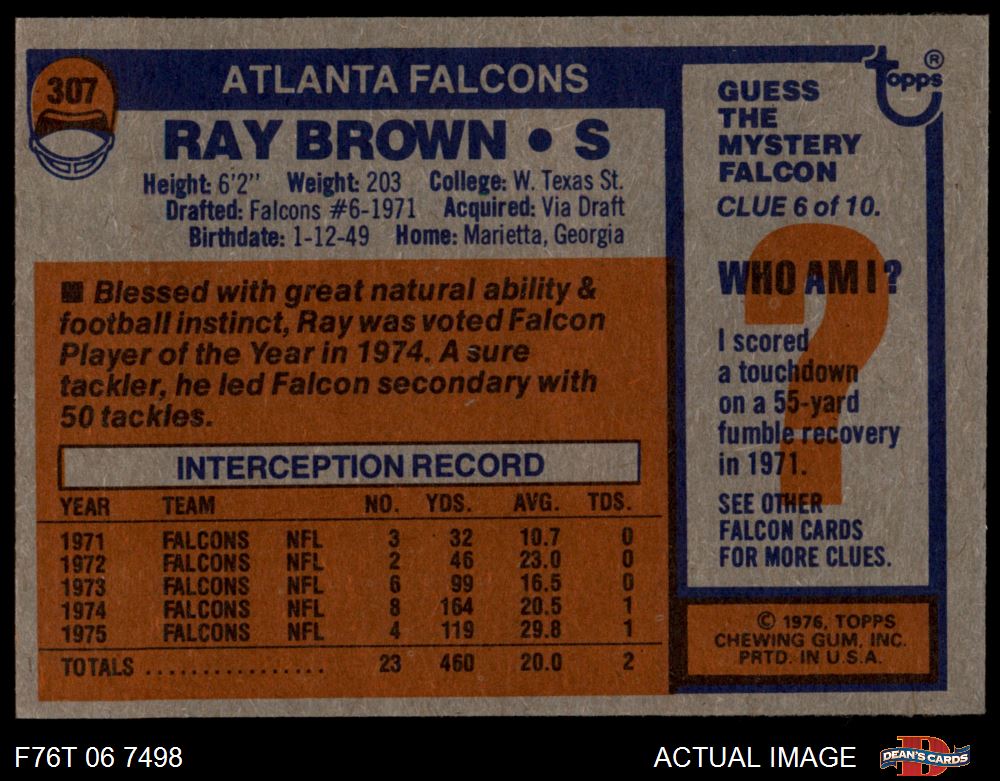 307
ATLANTA FALCONS
RAY BROWN • S
Height: 6'2" Weight: 203 College: W. Texas St.
Drafted: Falcons #6-1971 Acquired: Via Draft
Birthdate: 1-12-49 Home: Marietta, Georgia
■ Blessed with great natural ability &
football instinct, Ray was voted Falcon
Player of the Year in 1974. A sure
tackler, he led Falcon secondary with
50 tackles.
INTERCEPTION RECORD
YEAR TEAM NO. YDS. AVG. TDS.
1971 FALCONS NFL 3 32 10.7 0
1972 FALCONS NFL 2 46 23.0 0
1973 FALCONS NFL 6 99 16.5 0
1974 FALCONS NFL 8 164 20.5 1
1975 FALCONS NFL 4 119 29.8 1
TOTALS ................ 23 460 20.0 2
Topps ®
GUESS
THE
MYSTERY
FALCON
CLUE 6 of 10.
WHO AM I?
I scored
a touchdown
on a 55-yard
fumble recovery
in 1971.
SEE OTHER
FALCON CARDS
FOR MORE CLUES.
© 1976, TOPPS
CHEWING GUM, INC.
PRTD. IN U.S.A.
F76T 06 7498
ACTUAL IMAGE
DEAN'S CARDS